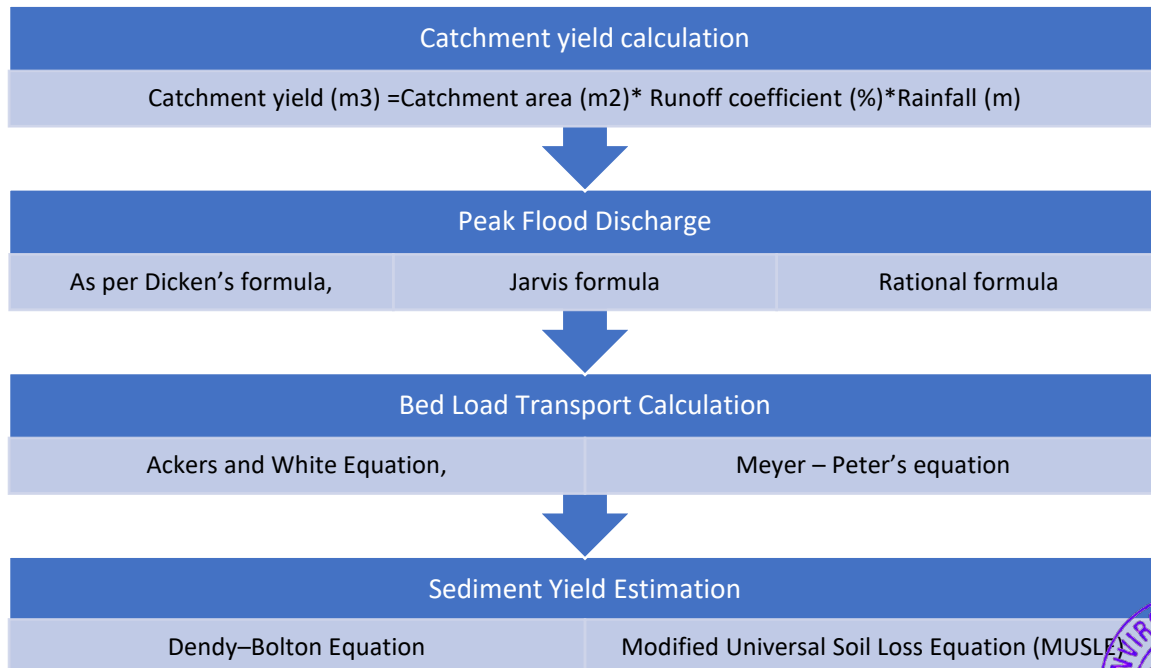 Catchment yield calculation
Catchment yield (m3) =Catchment area (m2)* Runoff coefficient (%)*Rainfall (m)
Peak Flood Discharge
As per Dicken’s formula,
Jarvis formula
Rational formula
Bed Load Transport Calculation
Ackers and White Equation,
Meyer – Peter’s equation
Sediment Yield Estimation
Dendy–Bolton Equation
Modified Universal Soil Loss Equation (MUSLE)